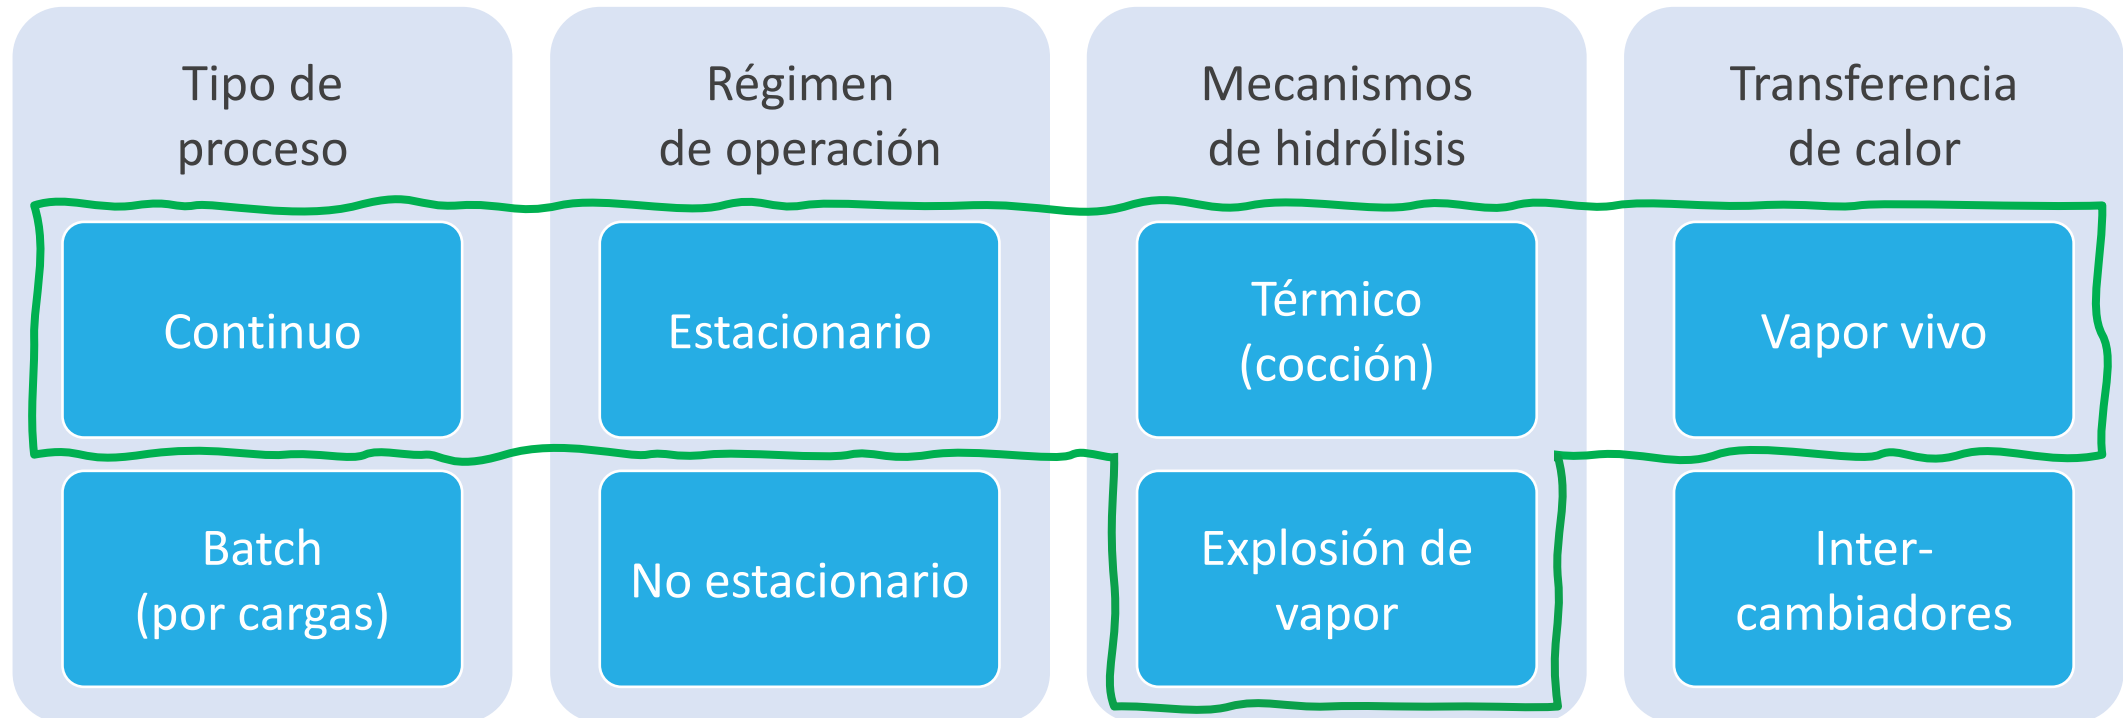 Tipo de
proceso
Continuo
Batch
(por cargas)
Régimen
de operación
Estacionario
No estacionario
Mecanismos
de hidrólisis
Térmico
(cocción)
Explosión de
vapor
Transferencia
de calor
Vapor vivo
Inter-
cambiadores